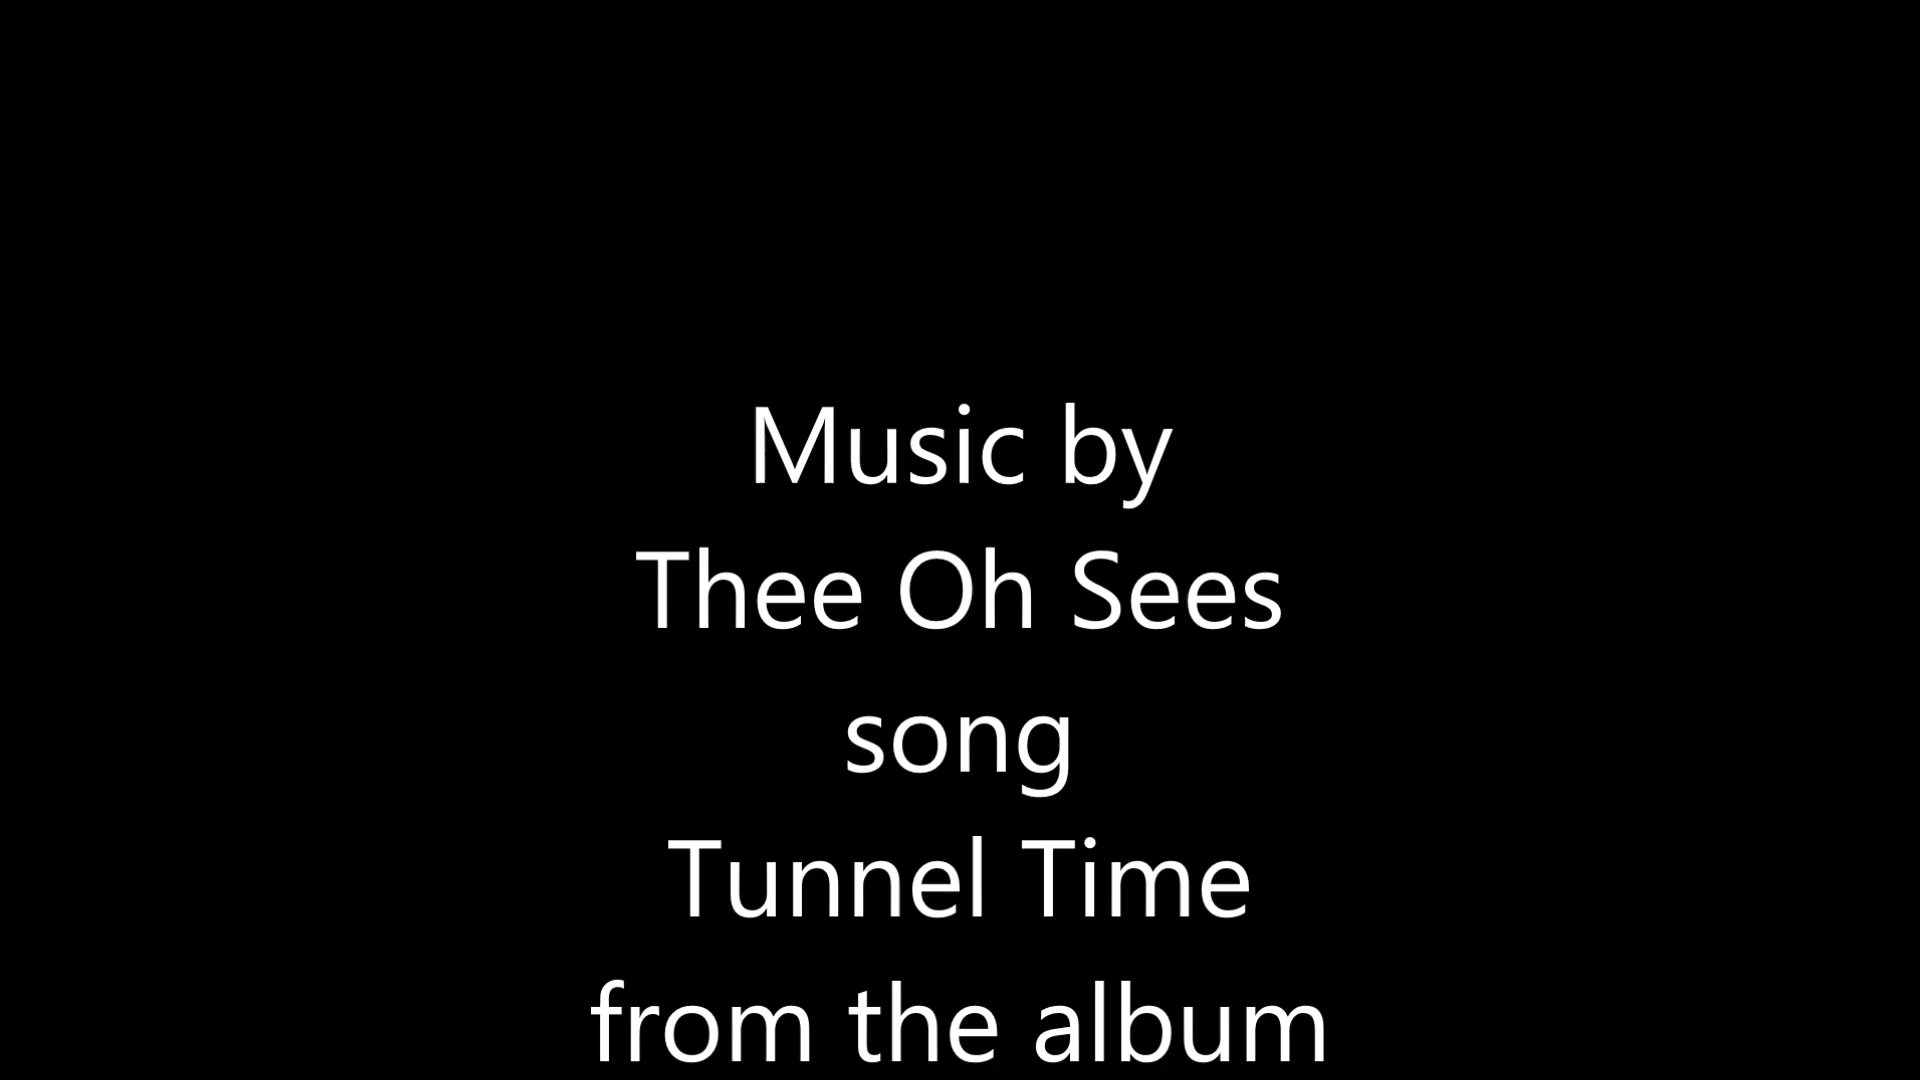 Music by
Thee Oh Sees
song
Tunnel Time
from the album